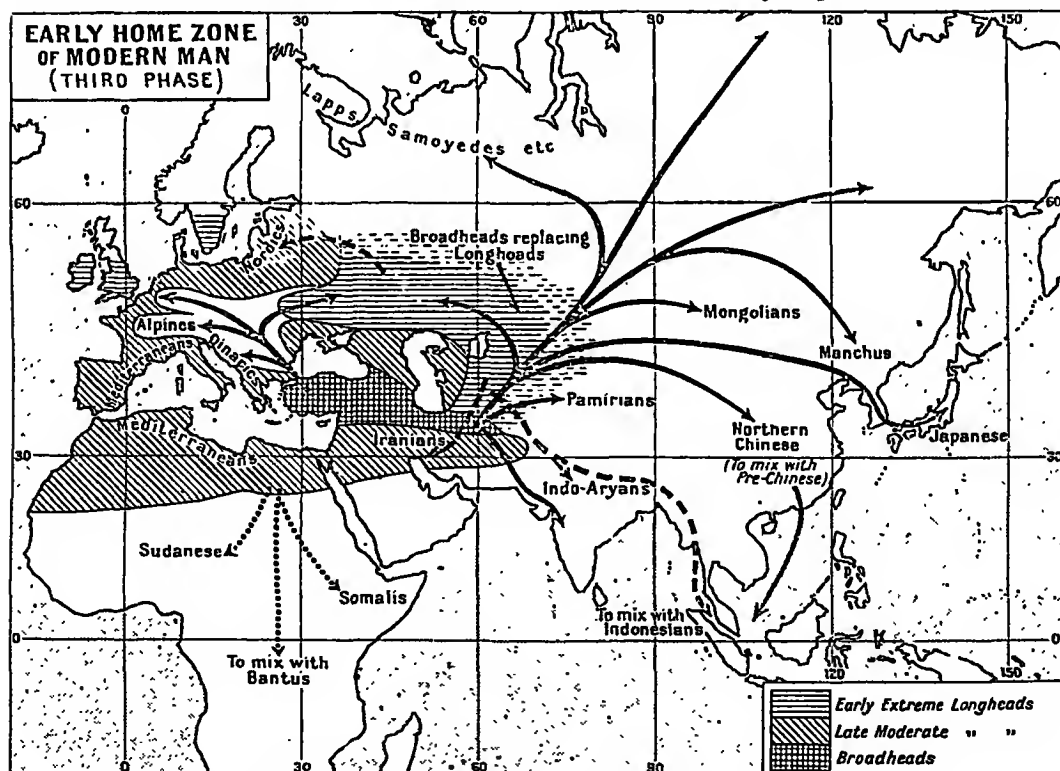 EARLY HOME ZONE
OF MODERN MAN
(THIRD PHASE)
30
60
90
120
150
0
Lapps
Samoyedes etc
60
60
Nordics
Broadheads replacing
Longheads
Alpines
Dinarics
Mediterraneans
Mongolians
Manchus
Pamirians
Mediterraneans
Iranians
Northern
Chinese
(To mix with
Pre-Chinese)
Japanese
30
30
Indo-Aryans
Sudanese
Somalis
To mix with
Indonesians
To mix with
Bantus
0
0
120
150
Early Extreme Longheads
Late Moderate " "
Broadheads
0
30
60
90